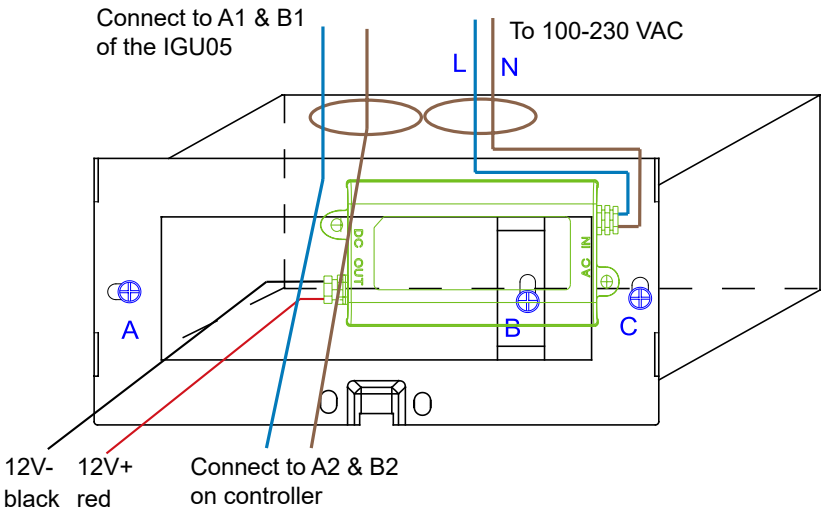 Connect to A1 & B1
of the IGU05
To 100-230 VAC
L
N
DC OUT
AC IN
A
B
C
12V-
black
12V+
red
Connect to A2 & B2
on controller